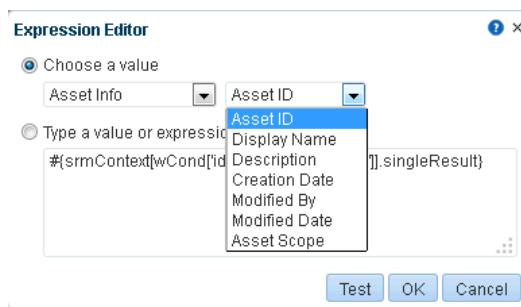 Expression Editor
Choose a value
Asset Info Asset ID
Asset ID
Display Name
Description
Creation Date
Modified By
Modified Date
Asset Scope
Type a value or
#{srmContext[wCond['id ']].singleResult}
Test OK Cancel